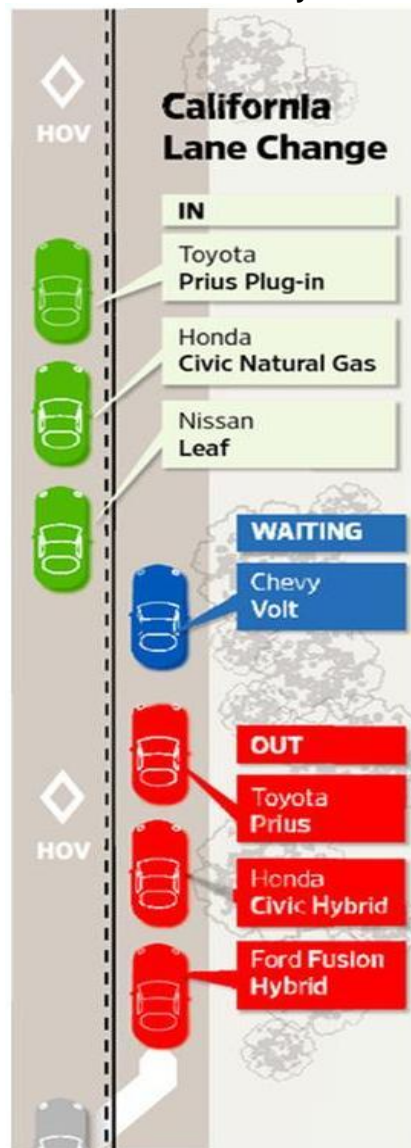 HOV
California
Lane Change
IN
Toyota
Prius Plug-in
Honda
Civic Natural Gas
Nissan
Leaf
WAITING
Chevy
Volt
OUT
Toyota
Prius
HOV
Honda
Civic Hybrid
Ford Fusion
Hybrid